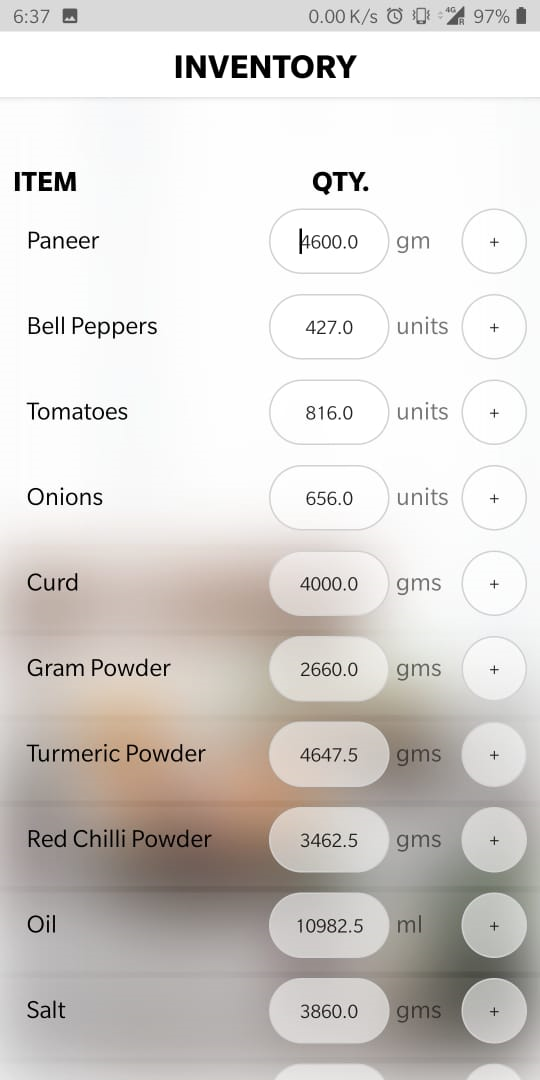 6:37 0.00 K/s 4G R 97%
INVENTORY
ITEM QTY.
Paneer 4600.0 gm +
Bell Peppers 427.0 units +
Tomatoes 816.0 units +
Onions 656.0 units +
Curd 4000.0 gms +
Gram Powder 2660.0 gms +
Turmeric Powder 4647.5 gms +
Red Chilli Powder 3462.5 gms +
Oil 10982.5 ml +
Salt 3860.0 gms +